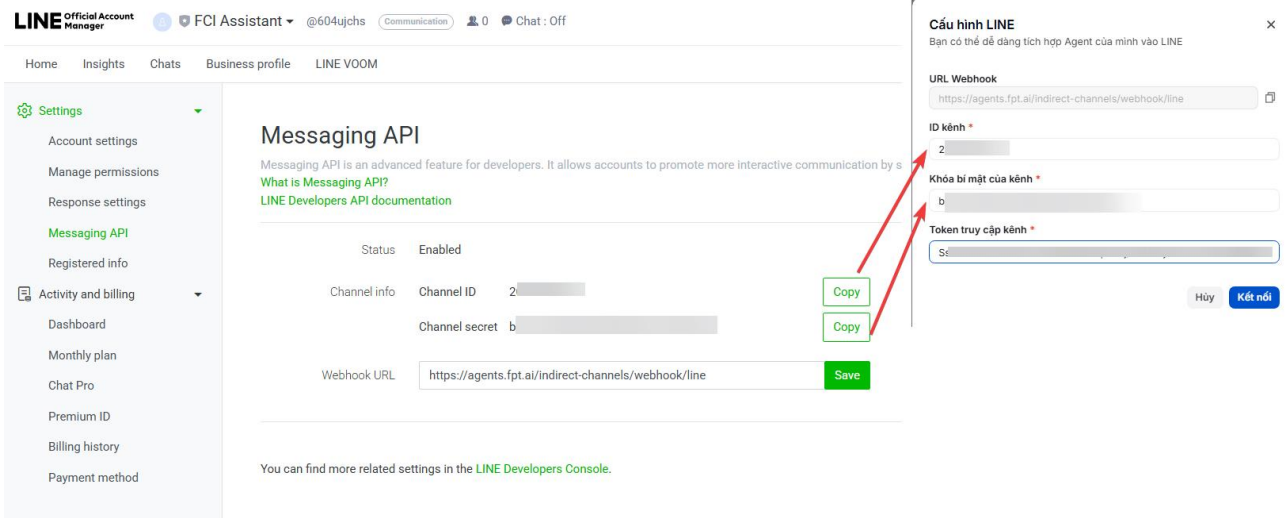 LINE Official Account Manager
FCI Assistant @604ujchs Communication 0 Chat : Off
Home Insights Chats Business profile LINE VOOM
Settings
Account settings
Manage permissions
Response settings
Messaging API
Registered info
Activity and billing
Dashboard
Monthly plan
Chat Pro
Premium ID
Billing history
Payment method
Messaging API
Messaging API is an advanced feature for developers. It allows accounts to promote more interactive communication by s
What is Messaging API?
LINE Developers API documentation
Status Enabled
Channel info Channel ID 2 Copy
Channel secret b Copy
Webhook URL https://agents.fpt.ai/indirect-channels/webhook/line Save
You can find more related settings in the LINE Developers Console.
Cấu hình LINE
Bạn có thể dễ dàng tích hợp Agent của mình vào LINE
URL Webhook
https://agents.fpt.ai/indirect-channels/webhook/line
ID kênh *
2
Khóa bí mật của kênh *
b
Token truy cập kênh *
Ss
Hủy Kết nối